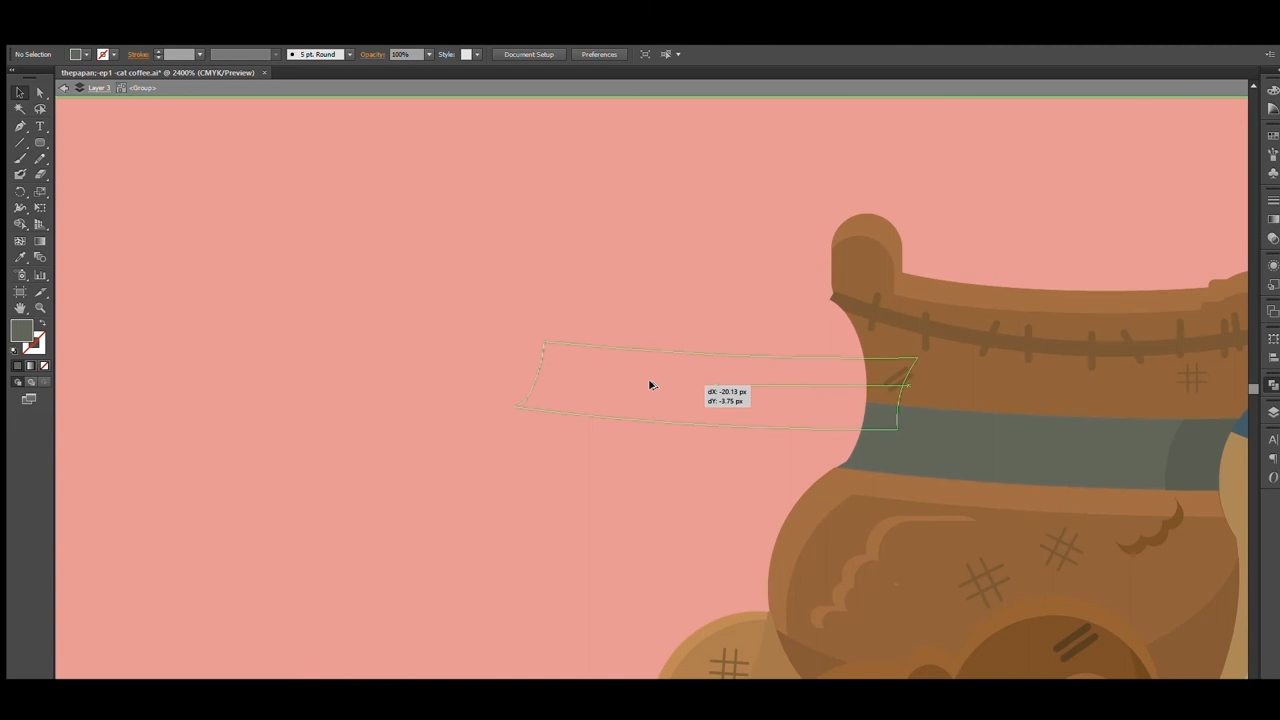 No Selection Stroke: 5 pt. Round Opacity: 100% Style: Document Setup Preferences
thepapan;-ep1 -cat coffee.ai* @ 2400% (CMYK/Preview) ×
Layer 3 <Group>
dX: -20.13 px
dY: -3.75 px